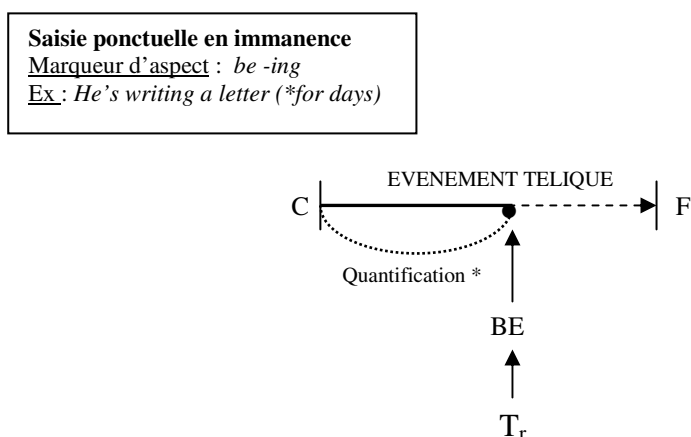 Saisie ponctuelle en immanence
Marqueur d'aspect : be -ing
Ex : He's writing a letter (*for days)
EVENEMENT TELIQUE
C F
Quantification *
BE
Tr